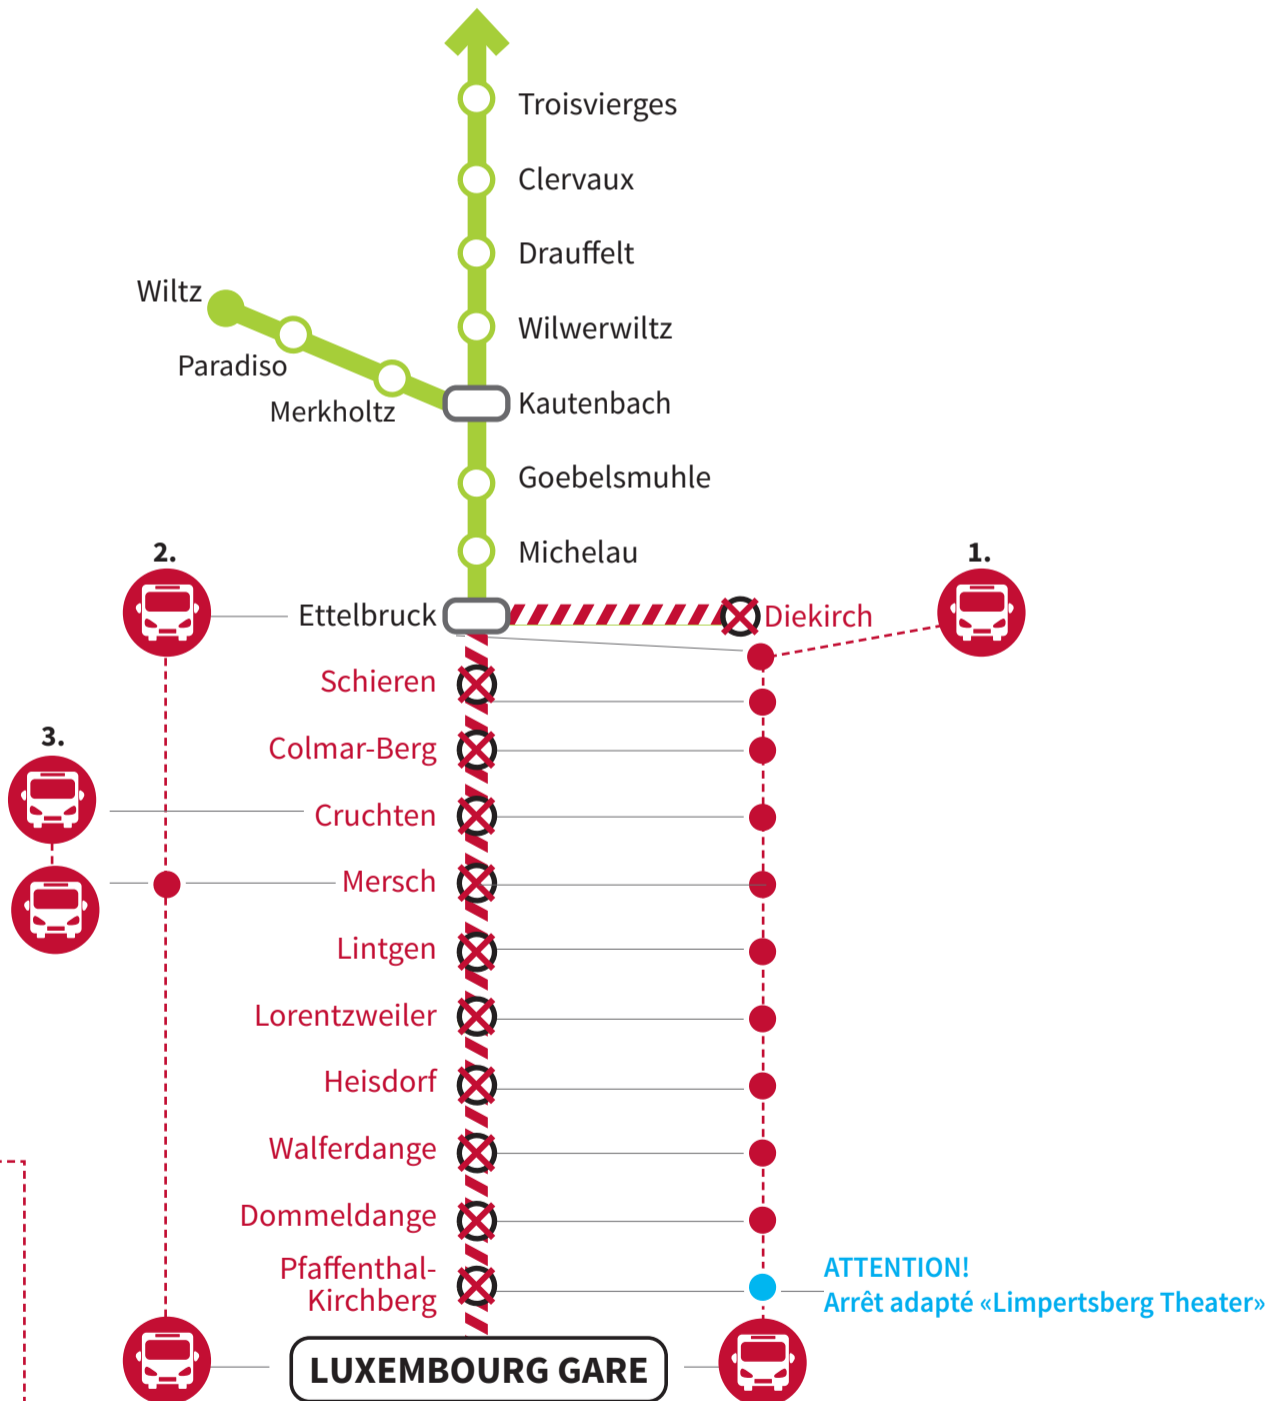 Troisvierges
Clervaux
Drauffelt
Wiltz
Wilwerwiltz
Paradiso
Merkholtz
Kautenbach
Goebelsmuhle
2.
Michelau
1.
Ettelbruck
Diekirch
Schieren
3.
Colmar-Berg
Cruchten
Mersch
Lintgen
Lorentzweiler
Heisdorf
Walferdange
Dommeldange
Pfaffenthal-
Kirchberg
ATTENTION!
Arrêt adapté «Limpertsberg Theater»
LUXEMBOURG GARE